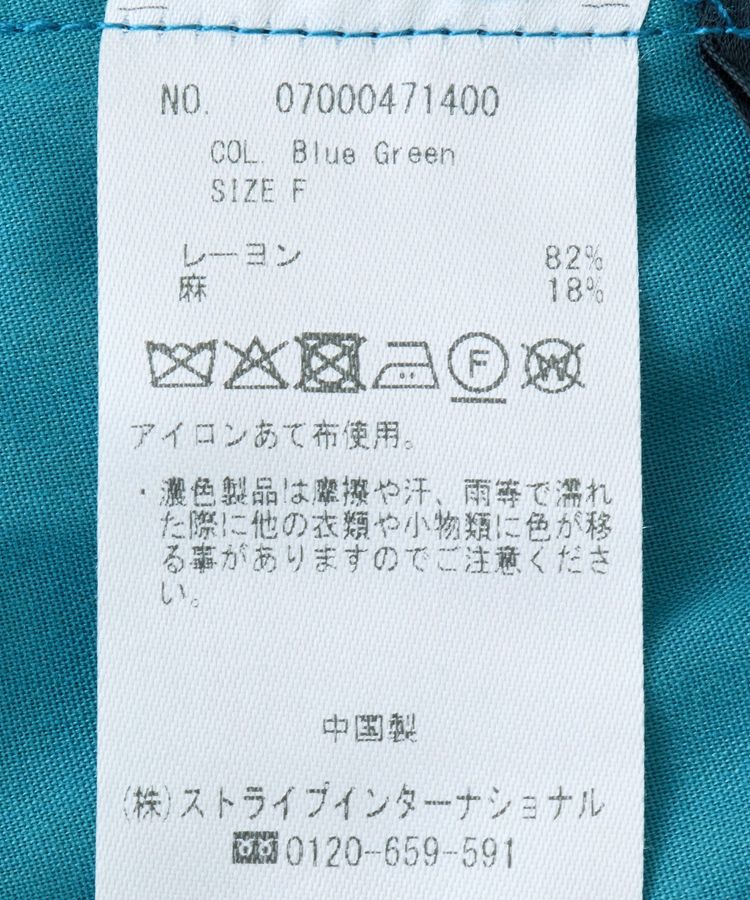 NO. 07000471400
COL. Blue Green
SIZE F
レーヨン 82%
麻 18%
F
W
アイロンあて布使用。
・濃色製品は摩擦や汗、雨等で濡れ
た際に他の衣類や小物類に色が移
る事がありますのでご注意くださ
い。
中国製
(株)ストライプインターナショナル
0120-659-591